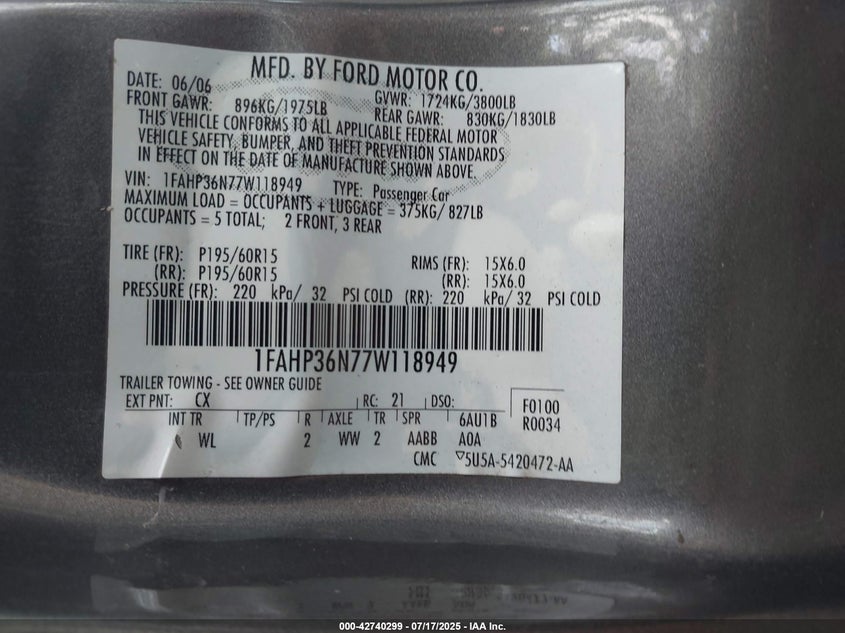 MFD. BY FORD MOTOR CO.
DATE: 06/06 GVWR: 1724KG/3800LB
FRONT GAWR: 896KG/1975LB REAR GAWR: 830KG/1830LB
THIS VEHICLE CONFORMS TO ALL APPLICABLE FEDERAL MOTOR
VEHICLE SAFETY, BUMPER, AND THEFT PREVENTION STANDARDS
IN EFFECT ON THE DATE OF MANUFACTURE SHOWN ABOVE.
VIN: 1FAHP36N77W118949 TYPE: Passenger Car
MAXIMUM LOAD = OCCUPANTS + LUGGAGE = 375KG/ 827LB
OCCUPANTS = 5 TOTAL; 2 FRONT, 3 REAR
TIRE (FR): P195/60R15 RIMS (FR): 15X6.0
(RR): P195/60R15 (RR): 15X6.0
PRESSURE (FR): 220 kPa/ 32 PSI COLD (RR): 220 kPa/ 32 PSI COLD
1FAHP36N77W118949
TRAILER TOWING - SEE OWNER GUIDE
EXT PNT: CX RC: 21 DSO: F0100
INT TR TP/PS R AXLE TR SPR 6AU1B R0034
WL 2 WW 2 AABB A0A
CMC 5U5A-5420472-AA
000-42740299 - 07/17/2025 - IAA Inc.